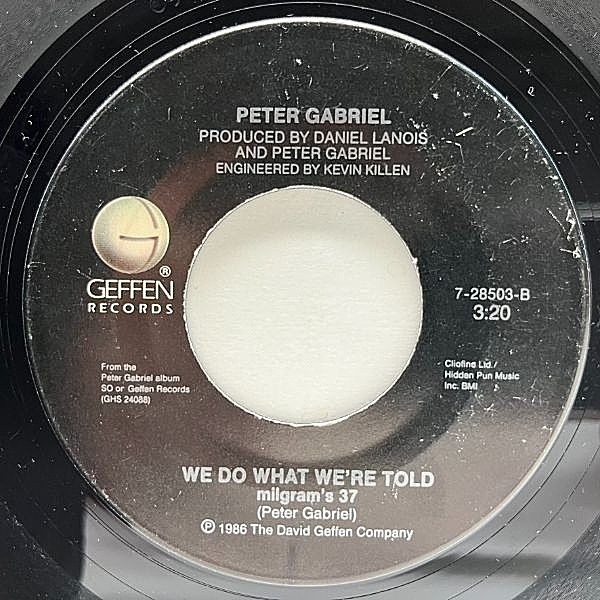 PETER GABRIEL
PRODUCED BY DANIEL LANOIS
AND PETER GABRIEL
ENGINEERED BY KEVIN KILLEN
G
®
GEFFEN
RECORDS
7-28503-B
3:20
From the
Peter Gabriel album
SO or Geffen Records
(GHS 24088)
Cliofine Ltd./
Hidden Pun Music
Inc. BMI
WE DO WHAT WE'RE TOLD
milgram's 37
(Peter Gabriel)
℗ 1986 The David Geffen Company